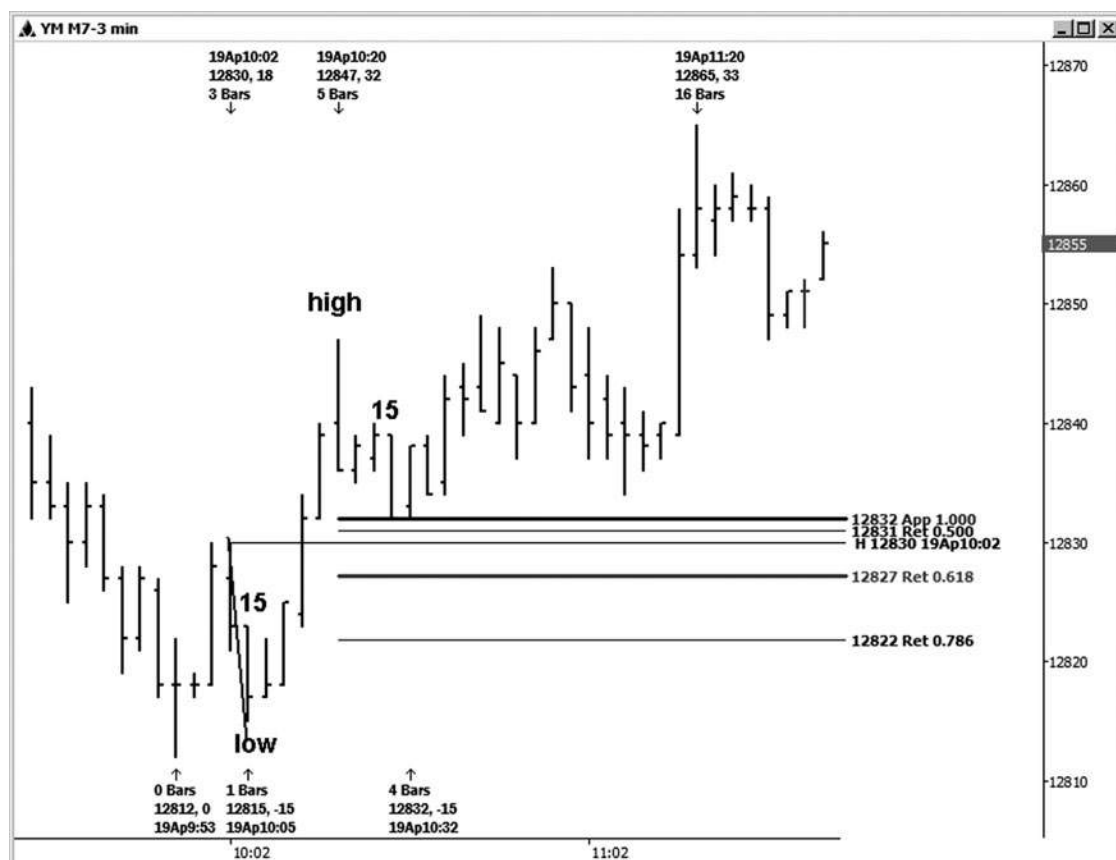 YM M7-3 min
19Ap10:02
12830, 18
3 Bars
19Ap10:20
12847, 32
5 Bars
19Ap11:20
12865, 33
16 Bars
12870
12860
12855
12850
12840
12830
12820
12810
high
15
15
low
12832 App 1.000
12831 Ret 0.500
H 12830 19Ap10:02
12827 Ret 0.618
12822 Ret 0.786
0 Bars
12812, 0
19Ap9:53
1 Bars
12815, -15
19Ap10:05
4 Bars
12832, -15
19Ap10:32
10:02
11:02